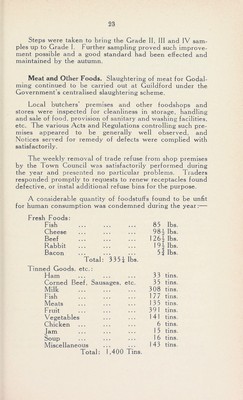 23
Steps were taken to bring the Grade II, III and IV sam-
ples up to Grade I. Further sampling proved such improve-
ment possible and a good standard had been effected and
maintained by the autumn.
Meat and Other Foods. Slaughtering of meat for Godal-
ming continued to be carried out at Guildford under the
Government's centralised slaughtering scheme.
Local butchers' premises and other foodshops and
stores were inspected for cleanliness in storage, handling
and sale of food, provision of sanitary and washing facilities,
etc. The various Acts and Regulations controlling such pre-
mises appeared to be generally well observed, and
Notices served for remedy of defects were complied with
satisfactorily.
The weekly removal of trade refuse from shop premises
by the Town Council was satisfactorily performed during
the year and presented no particular problems. Traders
responded promptly to requests to renew receptacles found
defective, or instal additional refuse bins for the purpose.
A considerable quantity of foodstuffs found to be unfit
for human consumption was condemned during the year:—
Fresh Foods:
Fish ... ... ... 85 lbs.
Cheese ... ... ... 98½ lbs.
Beef ... ... ... 126½ lbs.
Rabbit ... ... ... 19½ lbs.
Bacon ... ... ... 5¾ lbs.
Total: 335¼ lbs.
Tinned Goods, etc.:
Ham ... ... ... 33 tins.
Corned Beef, Sausages, etc. 35 tins.
Milk ... ... ... 308 tins.
Fish ... ... ... 177 tins.
Meats ... ... ... 135 tins.
Fruit ... ... ... 391 tins.
Vegetables ... ... 141 tins.
Chicken ... ... ... 6 tins.
Jam ... ... ... 15 tins.
Soup ... ... ... 16 tins.
Miscellaneous ... ... 143 tins.
Total: 1,400 Tins.